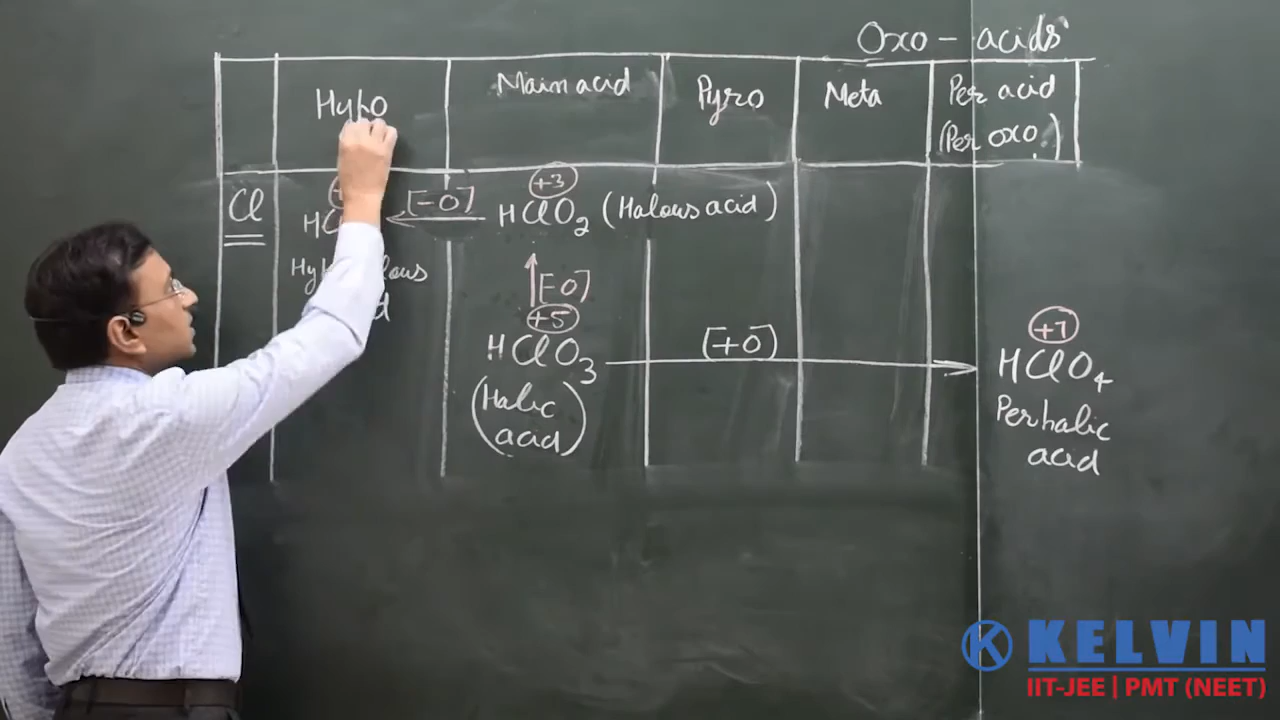 Oxo - acids
Hypo
Main acid
Pyro
Meta
Per acid
(Per oxo)
Cl
[-O]
+3
HClO2 (Halous acid)
[-O]
+5
HClO3
(Halic
acid)
[+O]
+7
HClO4
Perhalic
acid
KELVIN
IIT-JEE | PMT (NEET)